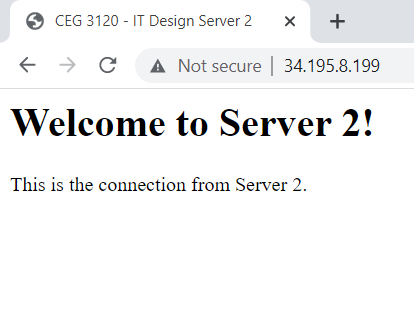 CEG 3120 - IT Design Server 2
Not secure | 34.195.8.199
Welcome to Server 2!
This is the connection from Server 2.